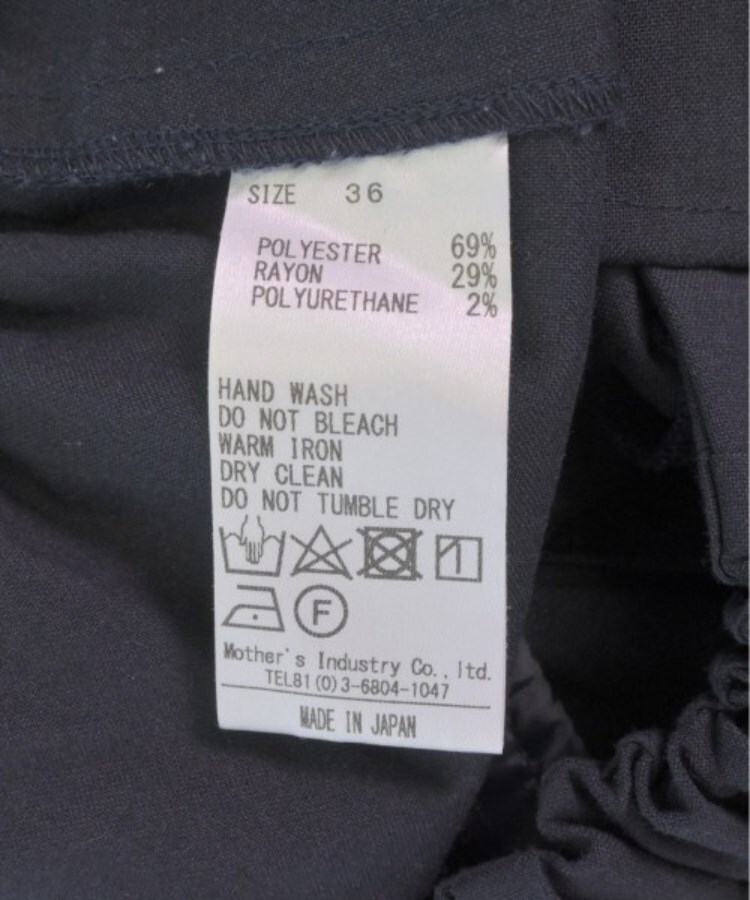 SIZE 36
POLYESTER 69%
RAYON 29%
POLYURETHANE 2%
HAND WASH
DO NOT BLEACH
WARM IRON
DRY CLEAN
DO NOT TUMBLE DRY
F
Mother's Industry Co., ltd.
TEL81(0)3-6804-1047
MADE IN JAPAN